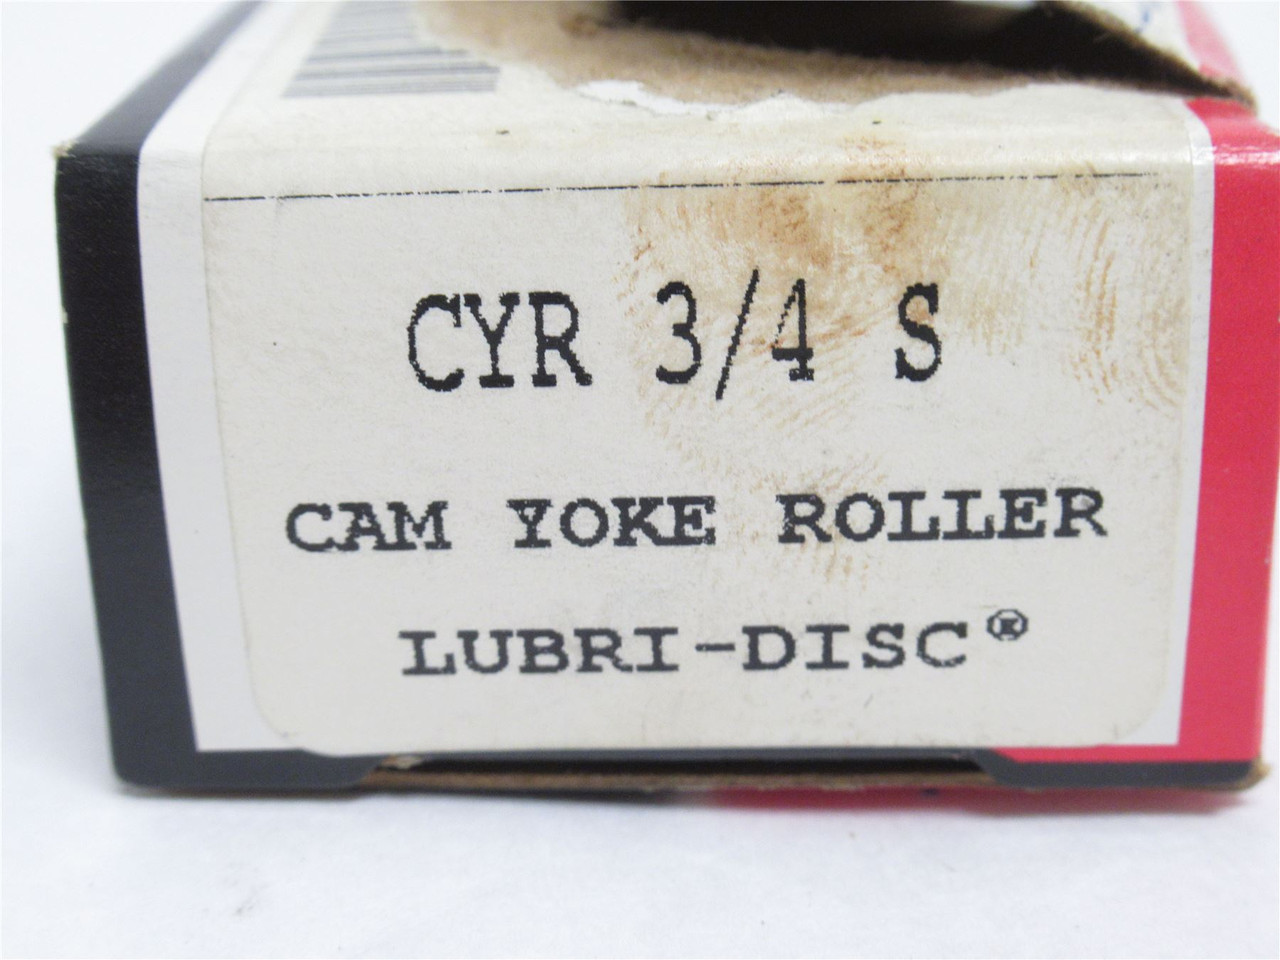 CYR 3/4 S
CAM YOKE ROLLER
LUBRI-DISC®